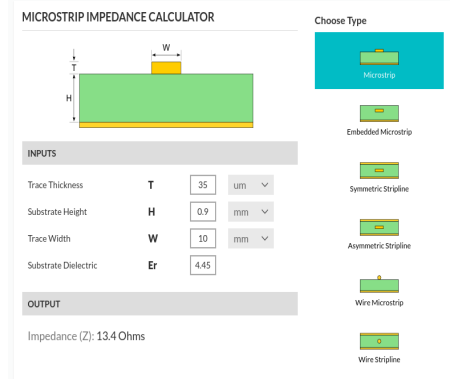 MICROSTRIP IMPEDANCE CALCULATOR
W
T
H
INPUTS
Trace Thickness T 35 um
Substrate Height H 0.9 mm
Trace Width W 10 mm
Substrate Dielectric Er 4.45
OUTPUT
Impedance (Z): 13.4 Ohms
Choose Type
Microstrip
Embedded Microstrip
Symmetric Stripline
Asymmetric Stripline
Wire Microstrip
Wire Stripline